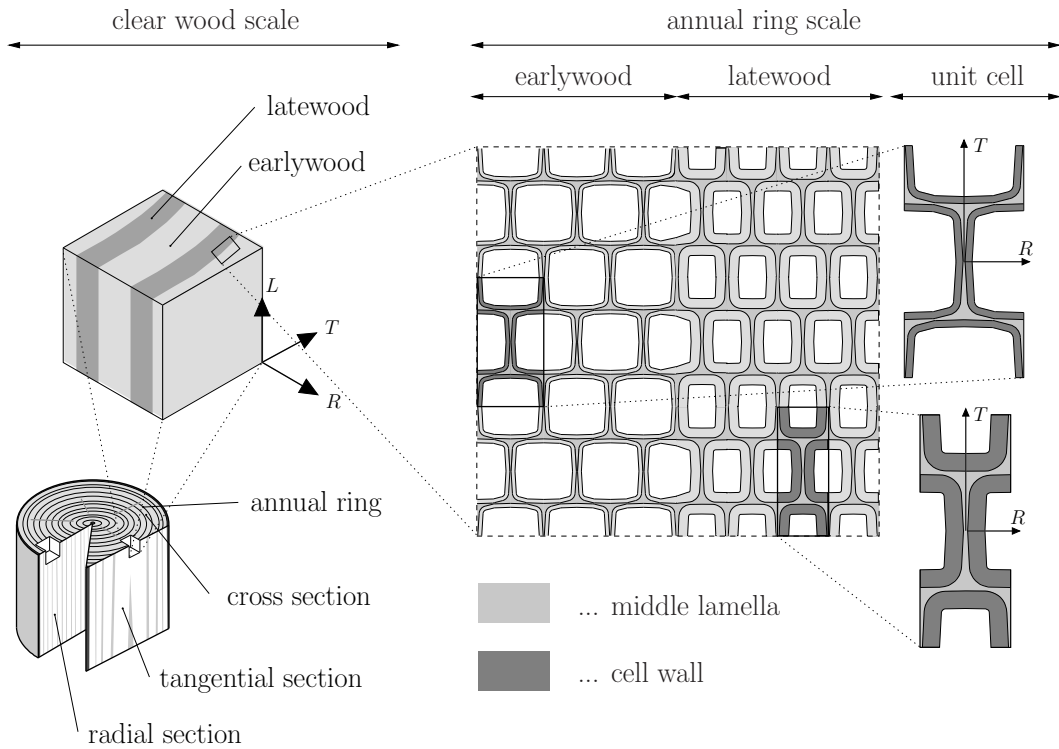 clear wood scale
annual ring scale
earlywood
latewood
unit cell
latewood
earlywood
L
T
R
T
R
T
R
annual ring
cross section
tangential section
radial section
... middle lamella
... cell wall